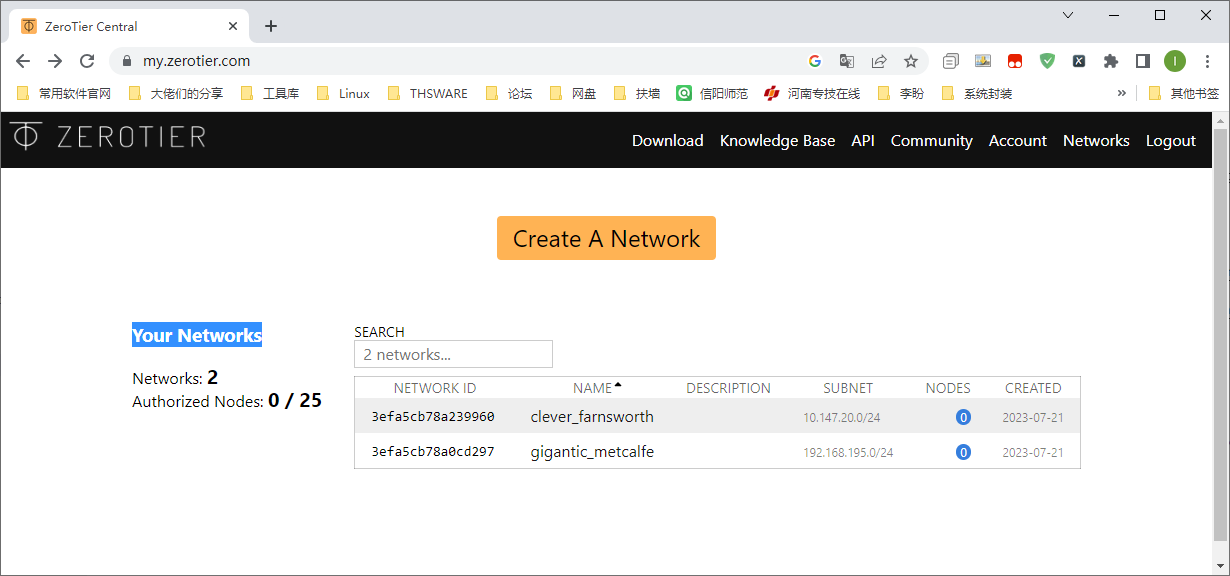 ZeroTier Central
my.zerotier.com
常用软件官网 大佬们的分享 工具库 Linux THSWARE 论坛 网盘 扶墙 信阳师范 河南专技在线 李盼 系统封装 » 其他书签
ZEROTIER Download Knowledge Base API Community Account Networks Logout
Create A Network
Your Networks
Networks: 2
Authorized Nodes: 0 / 25
SEARCH
2 networks...
NETWORK ID NAME DESCRIPTION SUBNET NODES CREATED
3efa5cb78a239960 clever_farnsworth 10.147.20.0/24 0 2023-07-21
3efa5cb78a0cd297 gigantic_metcalfe 192.168.195.0/24 0 2023-07-21